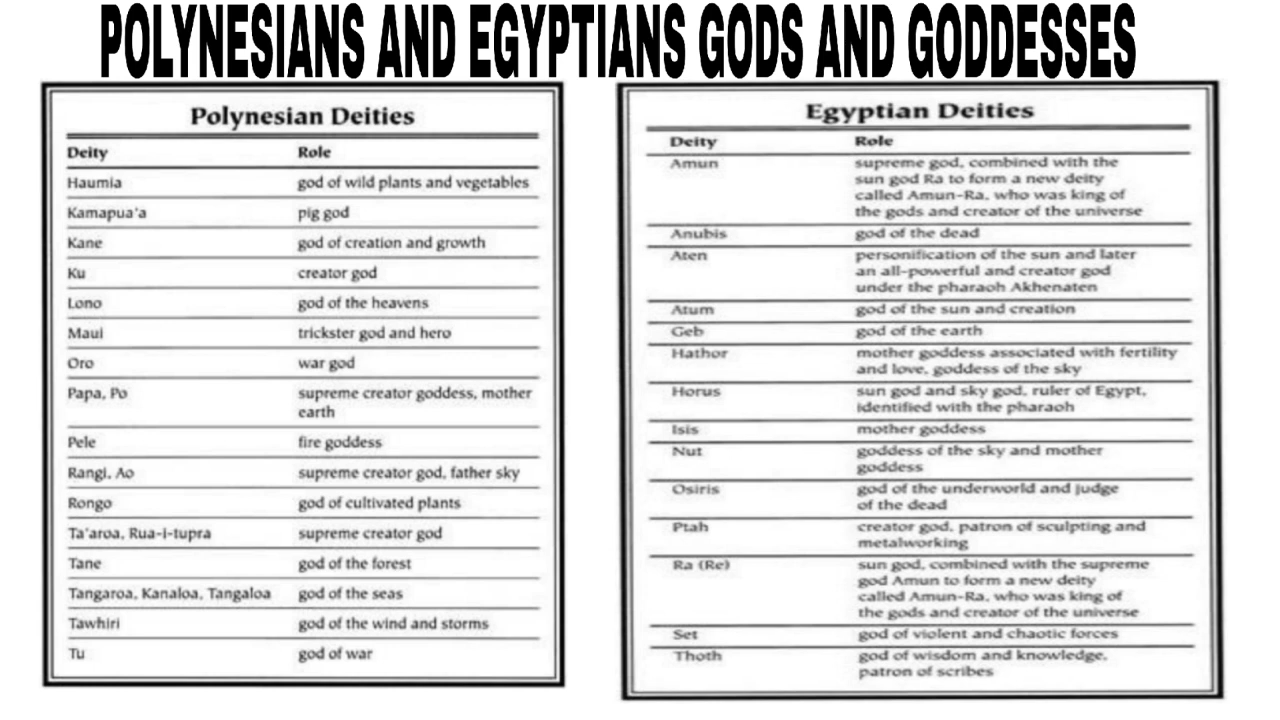 POLYNESIANS AND EGYPTIANS GODS AND GODDESSES
Polynesian Deities
Deity Role
Haumia god of wild plants and vegetables
Kamapua'a pig god
Kane god of creation and growth
Ku creator god
Lono god of the heavens
Maui trickster god and hero
Oro war god
Papa, Po supreme creator goddess, mother
earth
Pele fire goddess
Rangi, Ao supreme creator god, father sky
Rongo god of cultivated plants
Ta'aroa, Rua-i-tupra supreme creator god
Tane god of the forest
Tangaroa, Kanaloa, Tangaloa god of the seas
Tawhiri god of the wind and storms
Tu god of war
Egyptian Deities
Deity Role
Amun supreme god, combined with the
sun god Ra to form a new deity
called Amun-Ra, who was king of
the gods and creator of the universe
Anubis god of the dead
Aten personification of the sun and later
an all-powerful and creator god
under the pharaoh Akhenaten
Atum god of the sun and creation
Geb god of the earth
Hathor mother goddess associated with fertility
and love, goddess of the sky
Horus sun god and sky god, ruler of Egypt,
identified with the pharaoh
Isis mother goddess
Nut goddess of the sky and mother
goddess
Osiris god of the underworld and judge
of the dead
Ptah creator god, patron of sculpting and
metalworking
Ra (Re) sun god, combined with the supreme
god Amun to form a new deity
called Amun-Ra, who was king of
the gods and creator of the universe
Set god of violent and chaotic forces
Thoth god of wisdom and knowledge,
patron of scribes